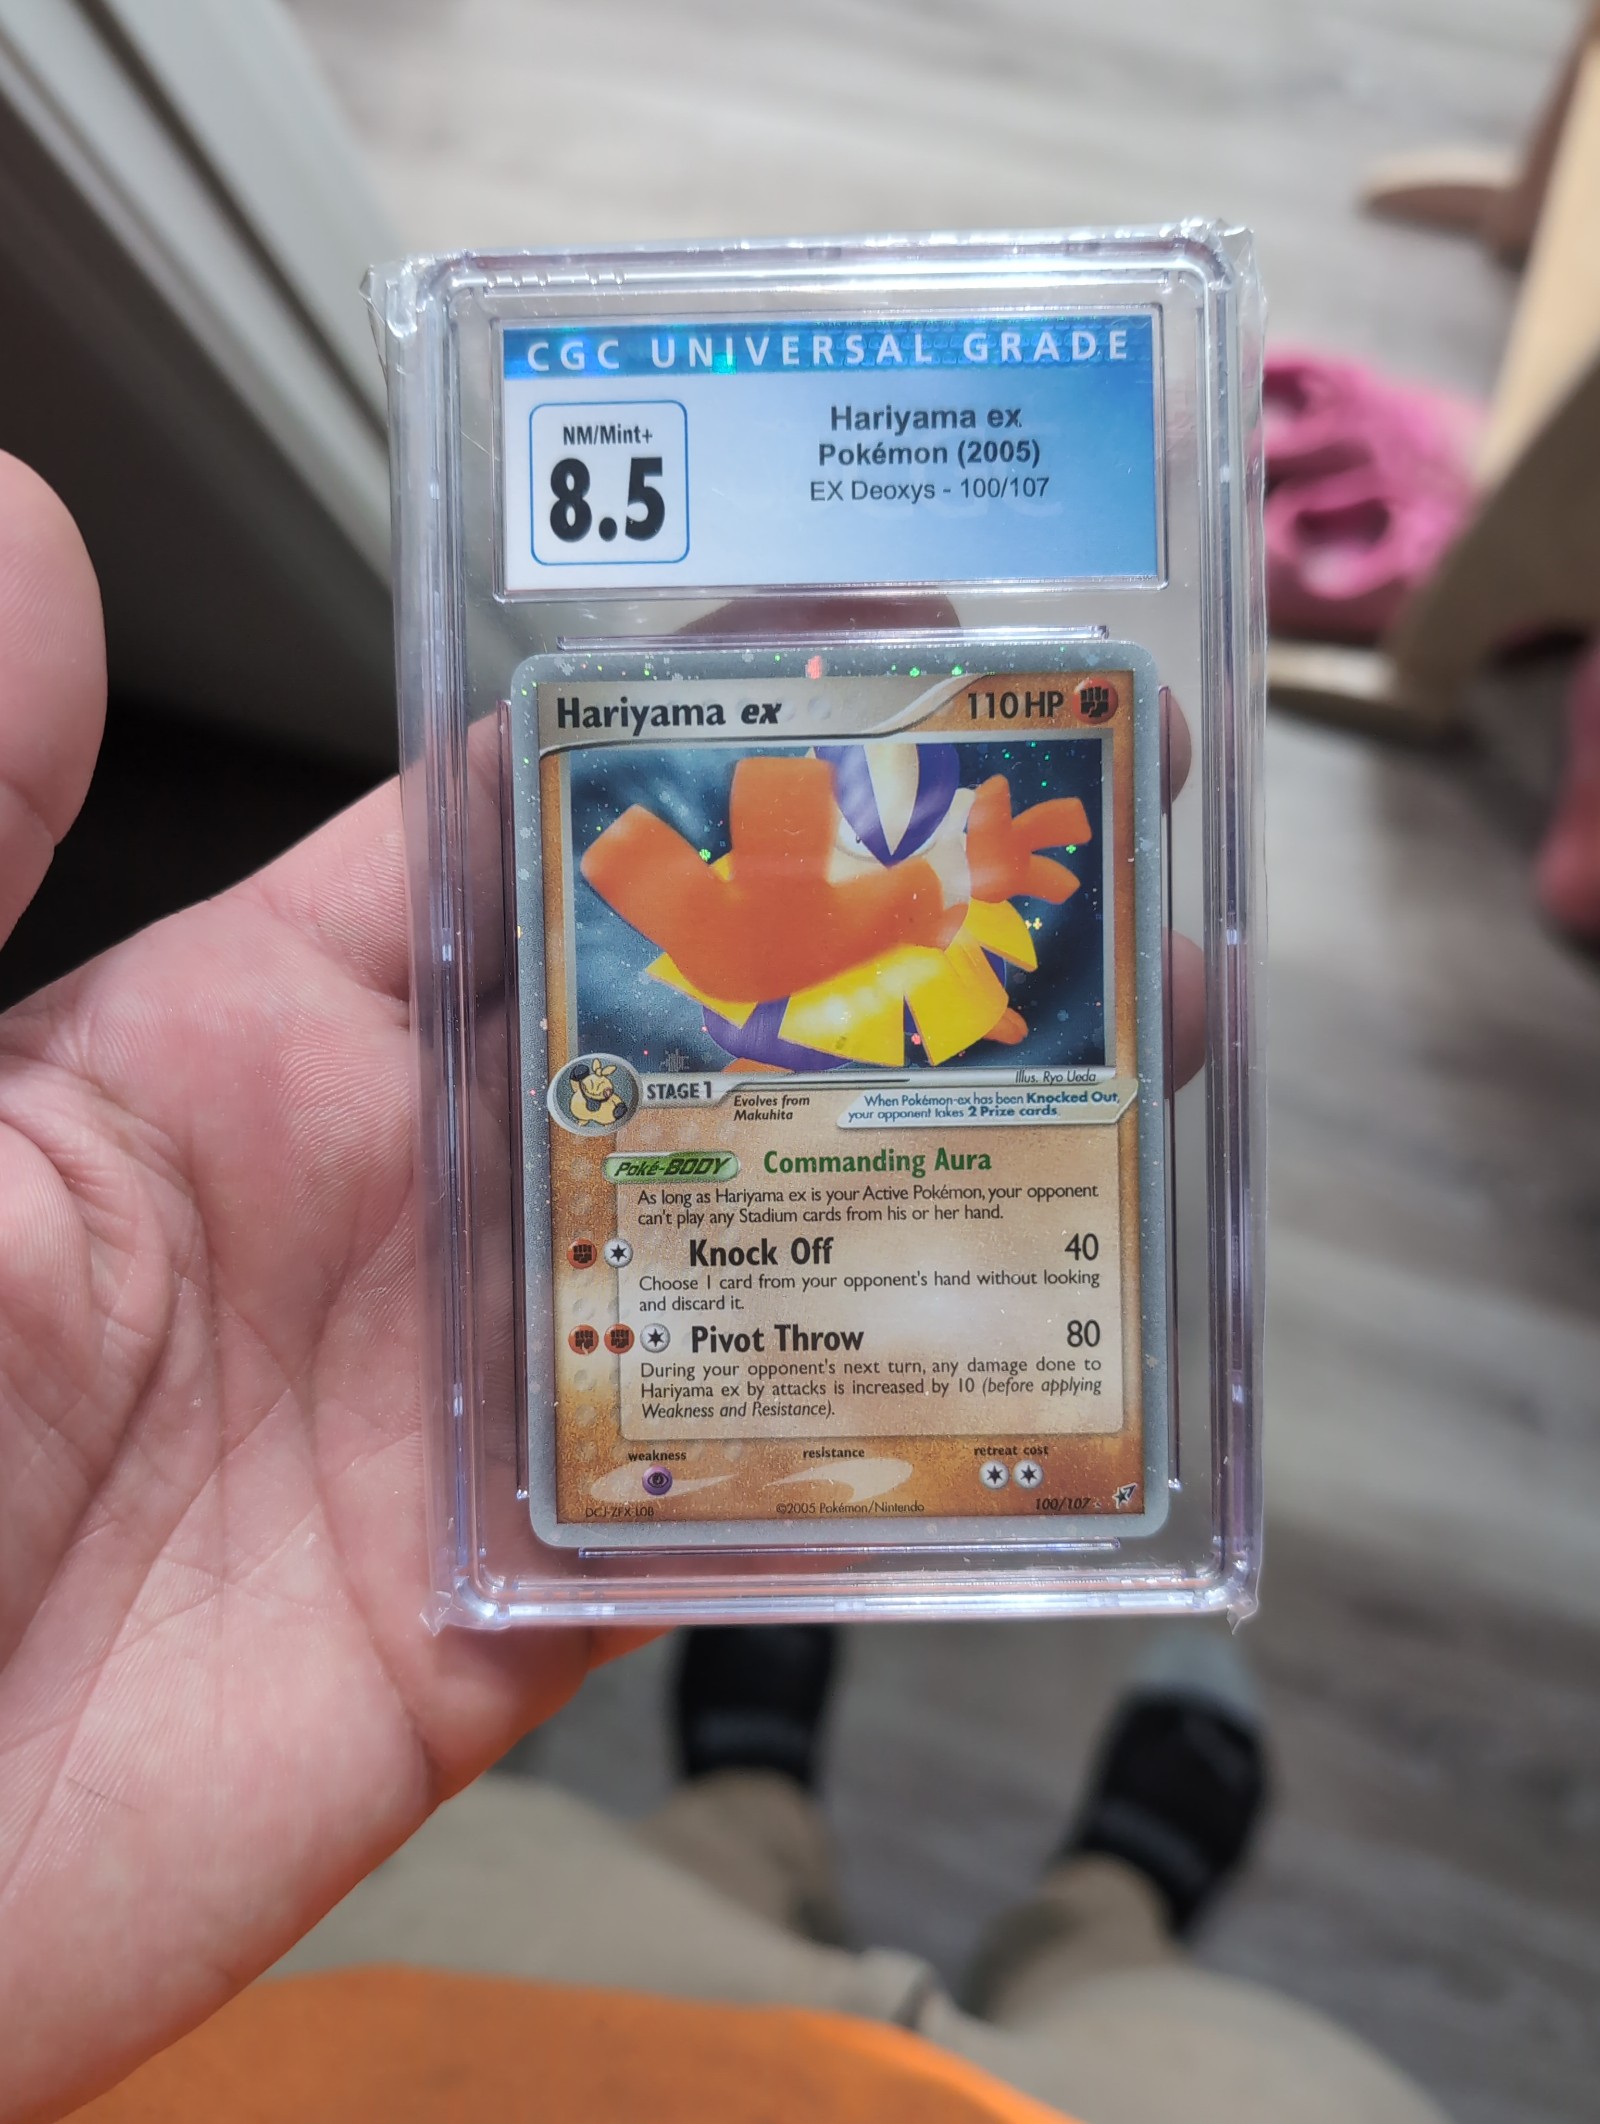 CGC UNIVERSAL GRADE
NM/Mint+
8.5
Hariyama ex
Pokémon (2005)
EX Deoxys - 100/107
Hariyama ex
110 HP
Illus. Ryo Ueda
STAGE 1
Evolves from
Makuhita
When Pokémon-ex has been Knocked Out,
your opponent takes 2 Prize cards.
Poké-BODY Commanding Aura
As long as Hariyama ex is your Active Pokémon, your opponent
can't play any Stadium cards from his or her hand.
Knock Off 40
Choose 1 card from your opponent's hand without looking
and discard it.
Pivot Throw 80
During your opponent's next turn, any damage done to
Hariyama ex by attacks is increased by 10 (before applying
Weakness and Resistance).
weakness resistance retreat cost
©2005 Pokémon/Nintendo
100/107